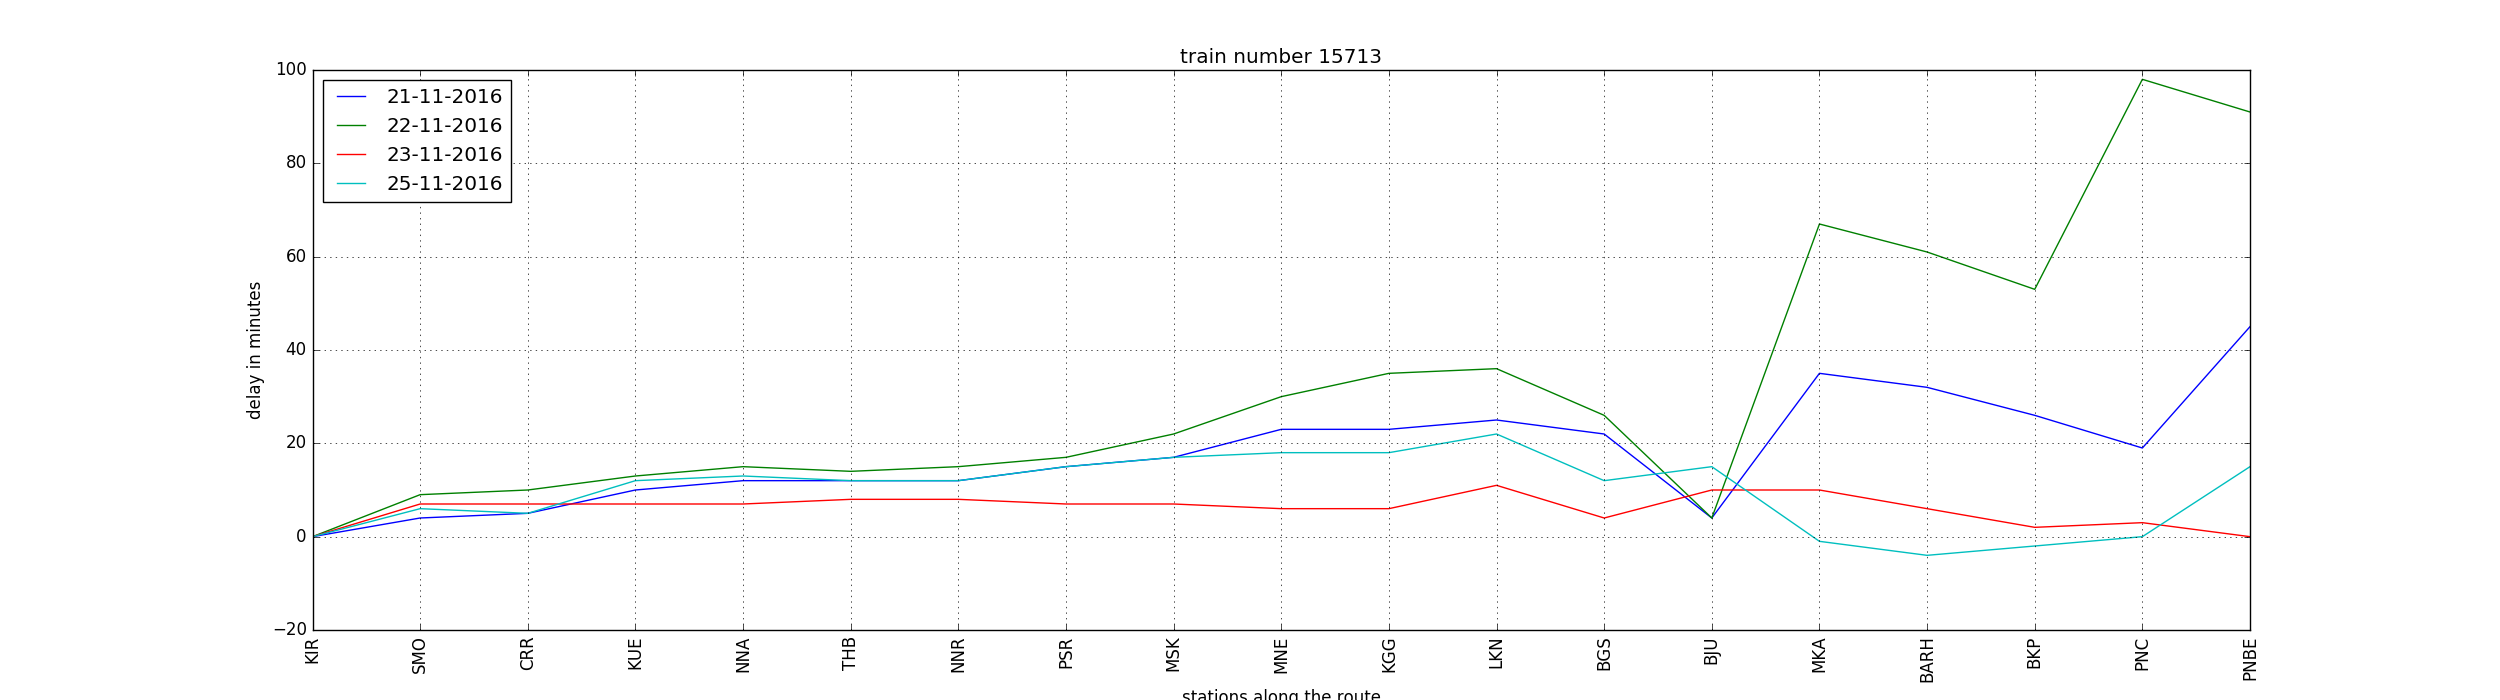 train number 15713
100
80
60
40
20
0
−20
delay in minutes
21-11-2016
22-11-2016
23-11-2016
25-11-2016
KIR
SMO
CRR
KUE
NNA
THB
NNR
PSR
MSK
MNE
KGG
LKN
BGS
BJU
MKA
BARH
BKP
PNC
PNBE
stations along the route